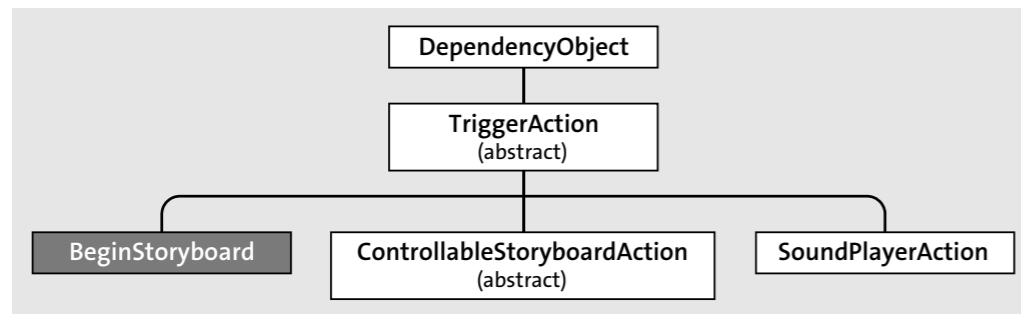 DependencyObject
TriggerAction
(abstract)
BeginStoryboard
ControllableStoryboardAction
(abstract)
SoundPlayerAction